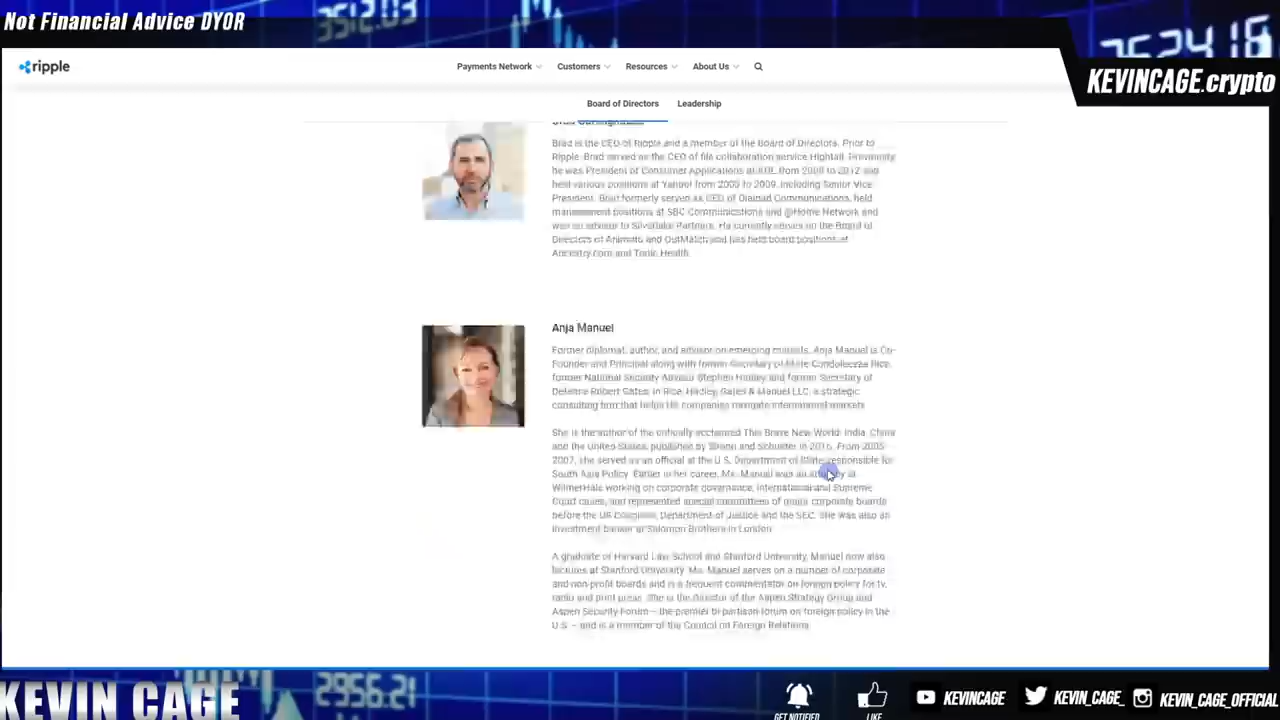 Not Financial Advice DYOR
ripple
Payments Network
Customers
Resources
About Us
KEVINCAGE.crypto
Board of Directors
Leadership
Brad is the CEO of Ripple and a member of the Board of Directors. Prior to
Ripple, Brad served as the CEO of file collaboration service Hightail. Previously
he was President of Consumer Applications at AOL from 2009 to 2012 and
held various positions at Yahoo! from 2003 to 2009, including Senior Vice
President. Brad formerly served as CEO of Dialpad Communications, held
management positions at SBC Communications and @Home Network and
was an advisor to Silverlake Partners. He currently serves on the Board of
Directors of Animoto and OutMatch and has held board positions at
Ancestry.com and Tonic Health.
Anja Manuel
Former diplomat, author, and advisor on emerging markets, Anja Manuel is Co-
Founder and Principal along with former Secretary of State Condoleezza Rice,
former National Security Advisor Stephen Hadley and former Secretary of
Defense Robert Gates, in Rice, Hadley, Gates & Manuel LLC, a strategic
consulting firm that helps US companies navigate international markets.
She is the author of the critically acclaimed This Brave New World: India, China
and the United States, published by Simon and Schuster in 2016. From 2005-
2007, she served as an official at the U.S. Department of State responsible for
South Asia Policy. Earlier in her career, Ms. Manuel was an attorney at
WilmerHale working on corporate governance, international and Supreme
Court cases, and represented special committees of major corporate boards
before the US Congress, Department of Justice and the SEC. She was also an
investment banker at Salomon Brothers in London.
A graduate of Harvard Law School and Stanford University, Manuel now also
lectures at Stanford University. Ms. Manuel serves on a number of corporate
and non-profit boards and is a frequent commentator on foreign policy for tv,
radio and print press. She is the Director of the Aspen Strategy Group and
Aspen Security Forum – the premier bi-partisan forum on foreign policy in the
U.S. – and is a member of the Council on Foreign Relations.
KEVIN CAGE
2956.21
GET NOTIFIED
LIKE
KEVINCAGE
KEVIN_CAGE_
KEVIN_CAGE_OFFICIAL